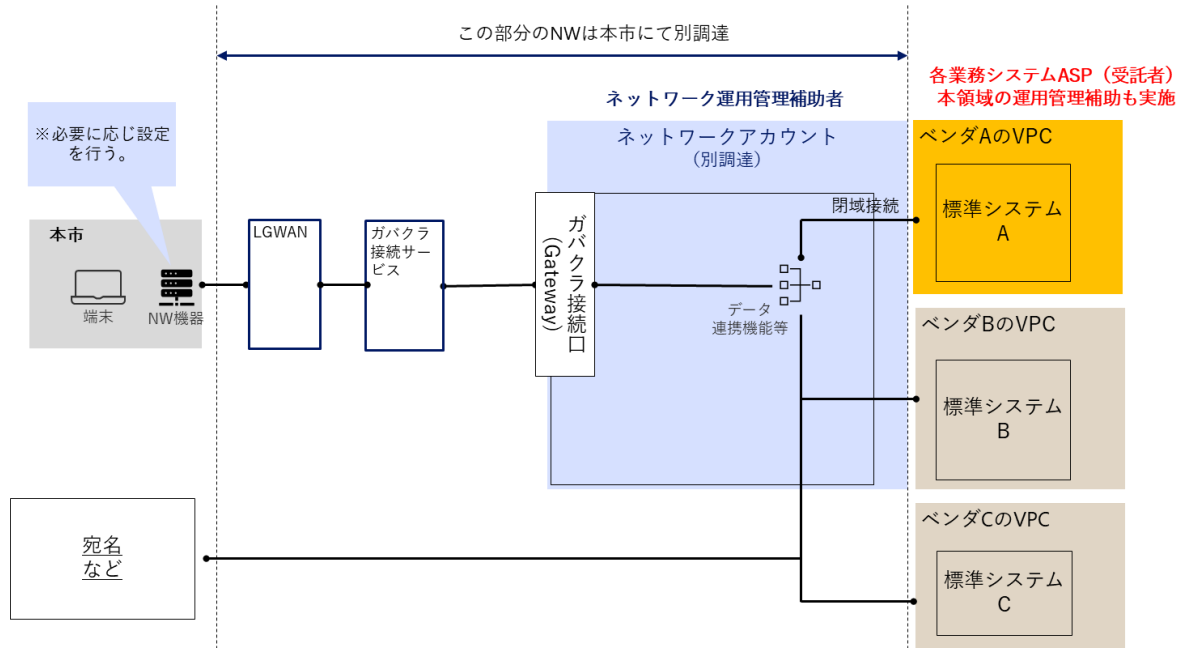 この部分のNWは本市にて別調達
各業務システムASP（受託者）
本領域の運用管理補助も実施
ネットワーク運用管理補助者
※必要に応じ設定
を行う。
ネットワークアカウント
（別調達）
ベンダAのVPC
標準システム
A
閉域接続
本市
端末
NW機器
LGWAN
ガバクラ
接続サー
ビス
ガバクラ接続口
(Gateway)
データ
連携機能等
ベンダBのVPC
標準システム
B
ベンダCのVPC
標準システム
C
宛名
など